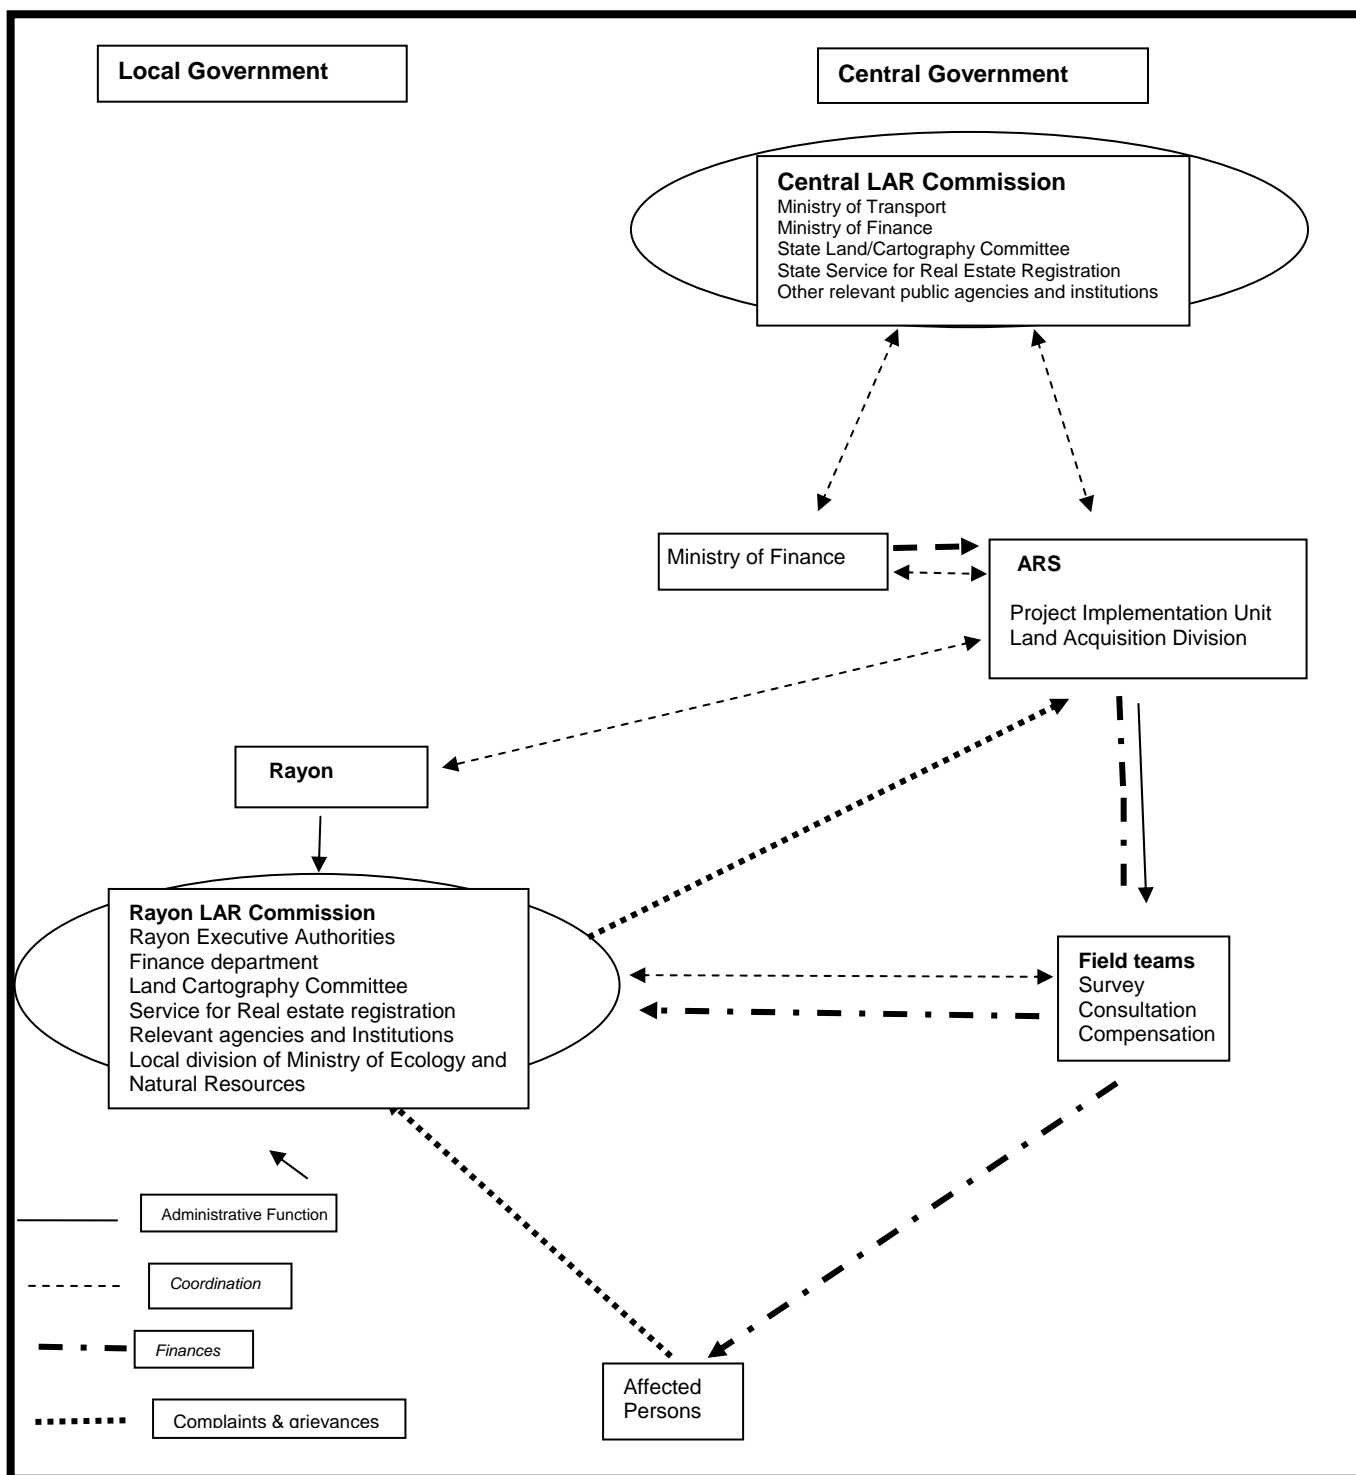 Local Government
Central Government
Central LAR Commission
Ministry of Transport
Ministry of Finance
State Land/Cartography Committee
State Service for Real Estate Registration
Other relevant public agencies and institutions
Ministry of Finance
ARS
Project Implementation Unit
Land Acquisition Division
Rayon
Rayon LAR Commission
Rayon Executive Authorities
Finance department
Land Cartography Committee
Service for Real estate registration
Relevant agencies and Institutions
Local division of Ministry of Ecology and
Natural Resources
Field teams
Survey
Consultation
Compensation
Administrative Function
Coordination
Finances
Complaints & grievances
Affected
Persons